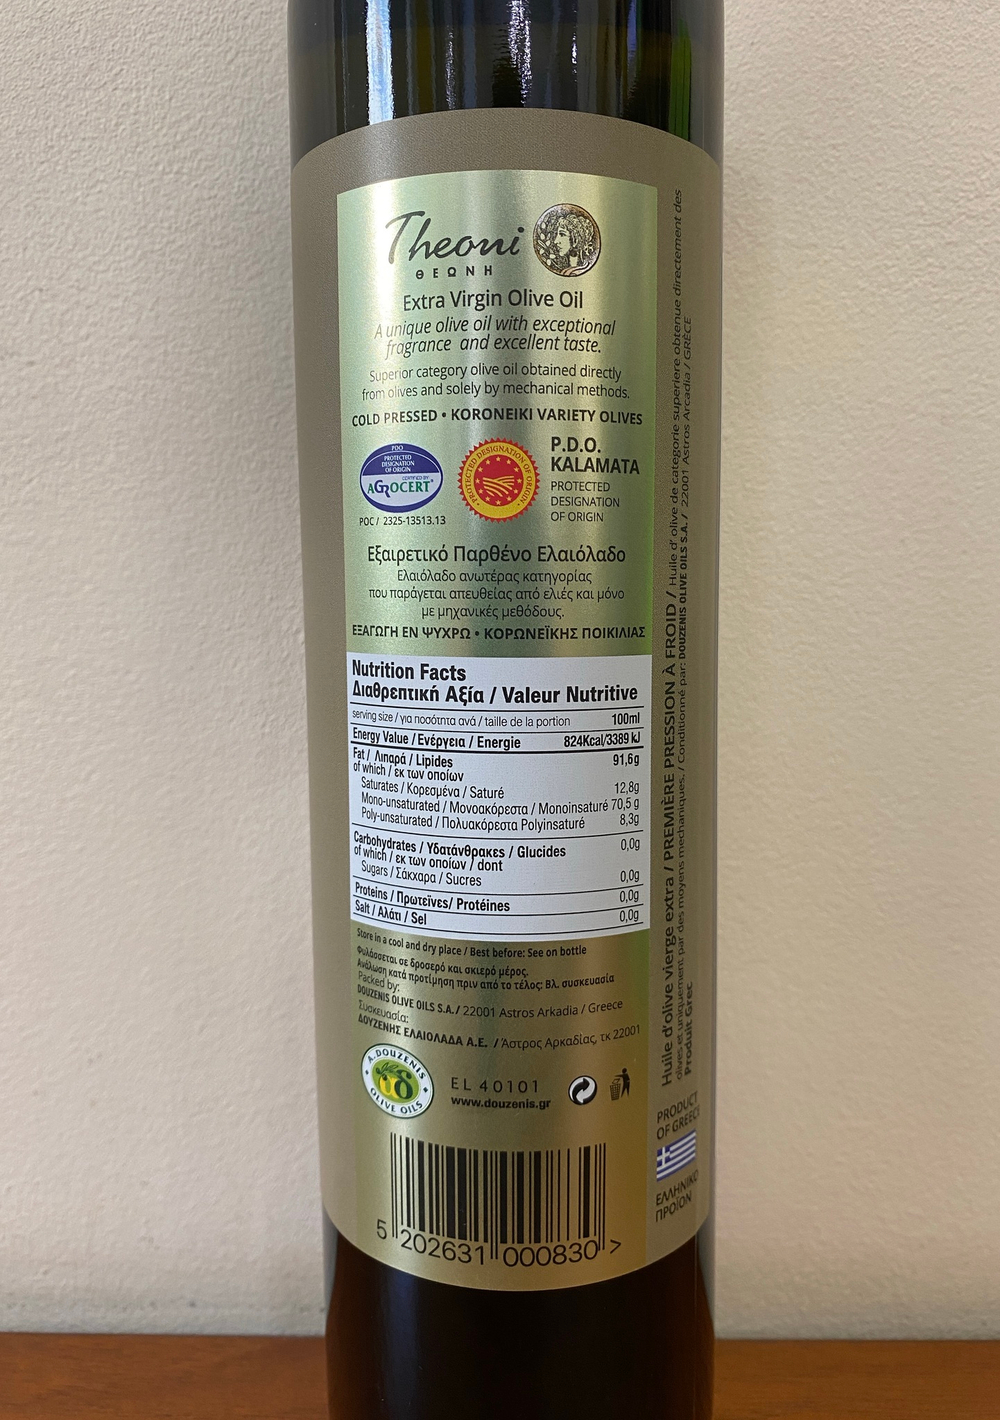 Theoni
ΘΕΩΝΗ
Extra Virgin Olive Oil
A unique olive oil with exceptional
fragrance and excellent taste.
Superior category olive oil obtained directly
from olives and solely by mechanical methods.
COLD PRESSED • KORONEIKI VARIETY OLIVES
PDO
PROTECTED
DESIGNATION
OF ORIGIN
CERTIFIED BY
AGROCERT
POC / 2325-13513.13
PROTECTED DESIGNATION OF ORIGIN
P.D.O.
KALAMATA
PROTECTED
DESIGNATION
OF ORIGIN
Εξαιρετικό Παρθένο Ελαιόλαδο
Ελαιόλαδο ανωτέρας κατηγορίας
που παράγεται απευθείας από ελιές και μόνο
με μηχανικές μεθόδους.
ΕΞΑΓΩΓΗ ΕΝ ΨΥΧΡΩ • ΚΟΡΩΝΕΪΚΗΣ ΠΟΙΚΙΛΙΑΣ
Nutrition Facts
Διαθρεπτική Αξία / Valeur Nutritive
serving size / για ποσότητα ανά / taille de la portion 100ml
Energy Value / Ενέργεια / Energie 824Kcal/3389 kJ
Fat / Λιπαρά / Lipides 91,6g
of which / εκ των οποίων
Saturates / Κορεσμένα / Saturé 12,8g
Mono-unsaturated / Μονοακόρεστα / Monoinsaturé 70,5 g
Poly-unsaturated / Πολυακόρεστα Polyinsaturé 8,3g
Carbohydrates / Υδατάνθρακες / Glucides 0,0g
of which / εκ των οποίων / dont
Sugars / Σάκχαρα / Sucres 0,0g
Proteins / Πρωτεΐνες/ Protéines 0,0g
Salt / Αλάτι / Sel 0,0g
Store in a cool and dry place / Best before: See on bottle
Φυλάσσεται σε δροσερό και σκιερό μέρος.
Ανάλωση κατά προτίμηση πριν από το τέλος: Βλ. συσκευασία
Packed by:
DOUZENIS OLIVE OILS S.A. / 22001 Astros Arkadia / Greece
Συσκευασία:
ΔΟΥΖΕΝΗΣ ΕΛΑΙΟΛΑΔΑ Α.Ε. / Άστρος Αρκαδίας, τκ 22001
A.DOUZENIS
OLIVE OILS
EL 40101
www.douzenis.gr
5 202631 000830 >
Huile d'olive vierge extra / PREMIÈRE PRESSION À FROID / Huile d' olive de categorie superiere obtenue directement des
olives et uniquement par des moyens mechaniques. / Conditionné par: DOUZENIS OLIVE OILS S.A. / 22001 Astros Arcadia / GRÈCE
Produit Grec
PRODUCT
OF GREECE
ΕΛΛΗΝΙΚΟ
ΠΡΟΪΟΝ